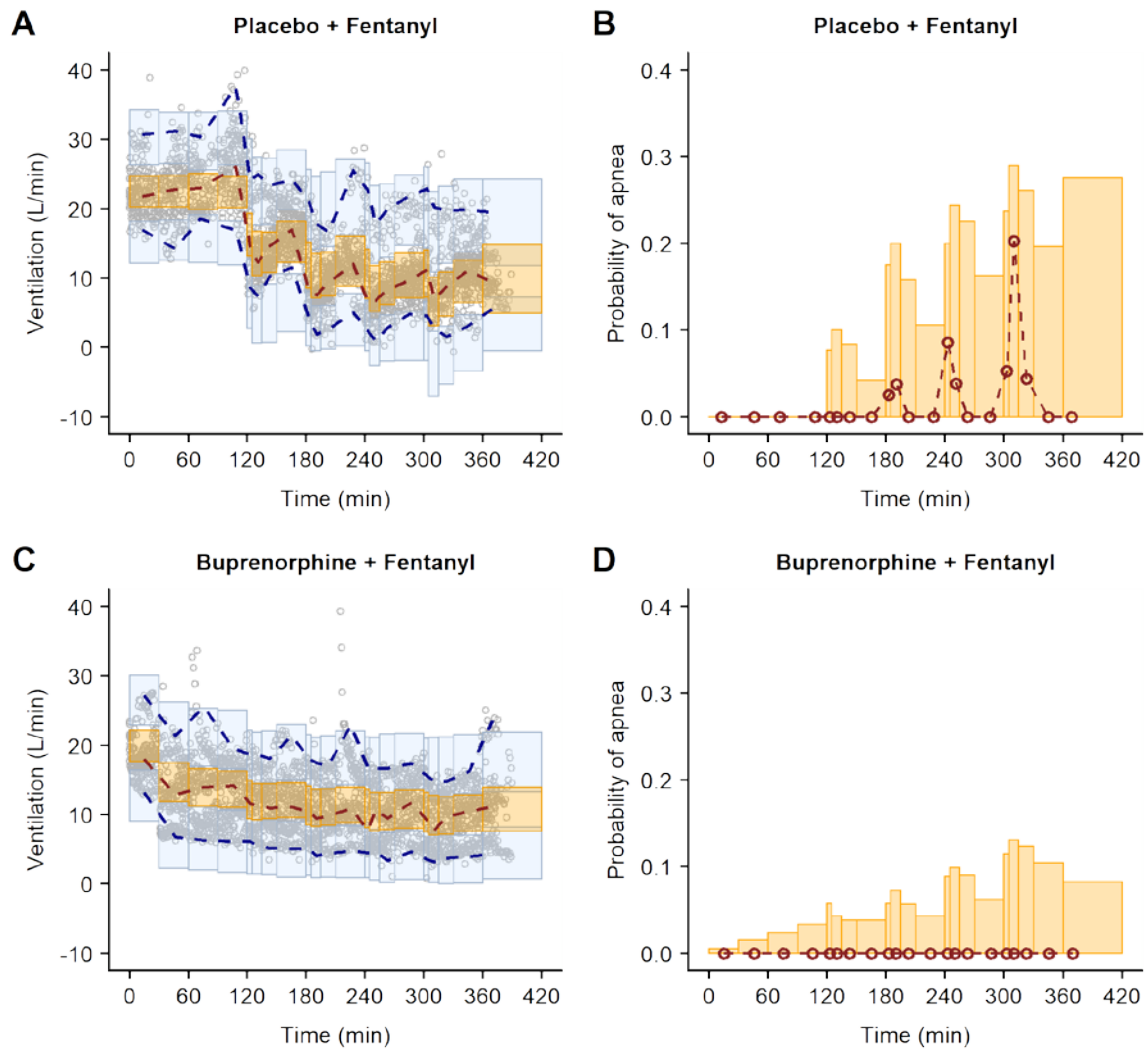 A
Placebo + Fentanyl
Ventilation (L/min)
40
30
20
10
0
-10
0 60 120 180 240 300 360 420
Time (min)
B
Placebo + Fentanyl
Probability of apnea
0.4
0.3
0.2
0.1
0.0
0 60 120 180 240 300 360 420
Time (min)
C
Buprenorphine + Fentanyl
Ventilation (L/min)
40
30
20
10
0
-10
0 60 120 180 240 300 360 420
Time (min)
D
Buprenorphine + Fentanyl
Probability of apnea
0.4
0.3
0.2
0.1
0.0
0 60 120 180 240 300 360 420
Time (min)